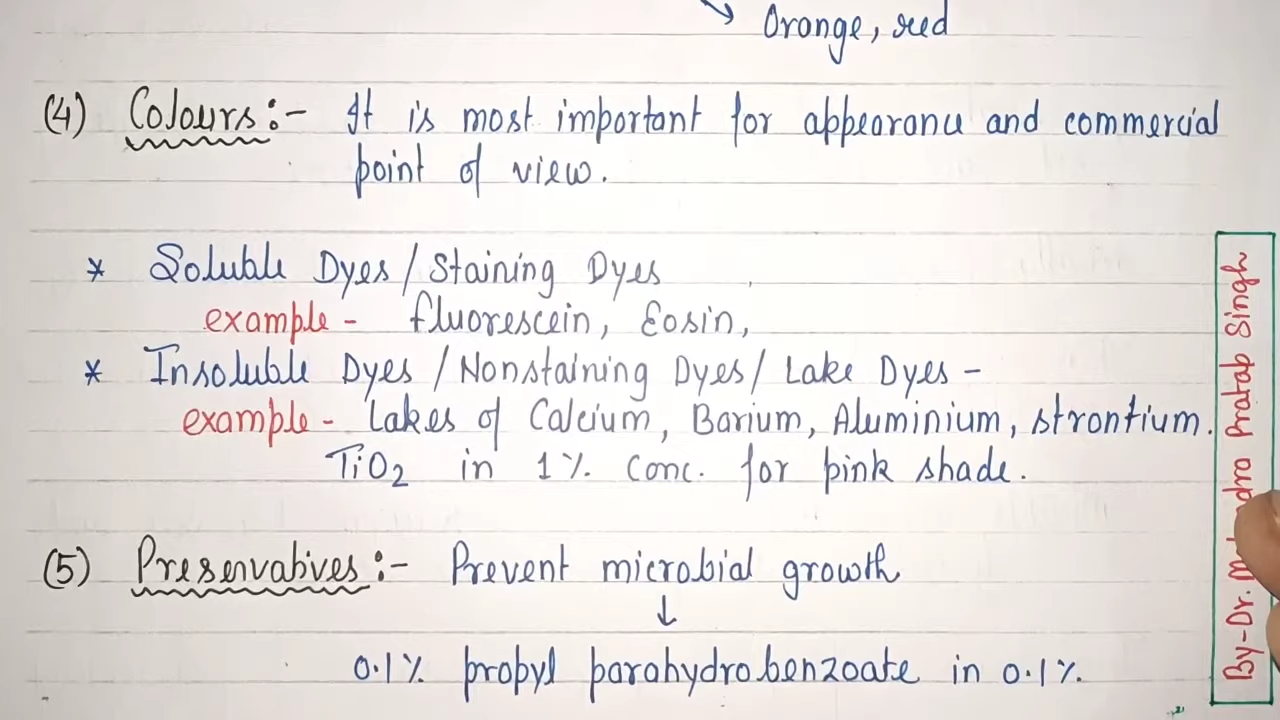 Orange, red
(4) Colours:- It is most important for appearance and commercial
point of view.
* Soluble Dyes/Staining Dyes
example - fluorescein, Eosin,
* Insoluble Dyes/Nonstaining Dyes/Lake Dyes -
example - Lakes of Calcium, Barium, Aluminium, strontium.
TiO2 in 1% conc. for pink shade.
(5) Preservatives:- Prevent microbial growth
↓
0.1% propyl parahydrobenzoate in 0.1%.
By-Dr. Pratap Singh